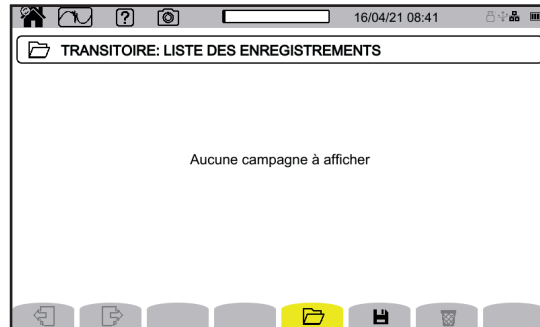 16/04/21 08:41
TRANSITOIRE: LISTE DES ENREGISTREMENTS
Aucune campagne à afficher